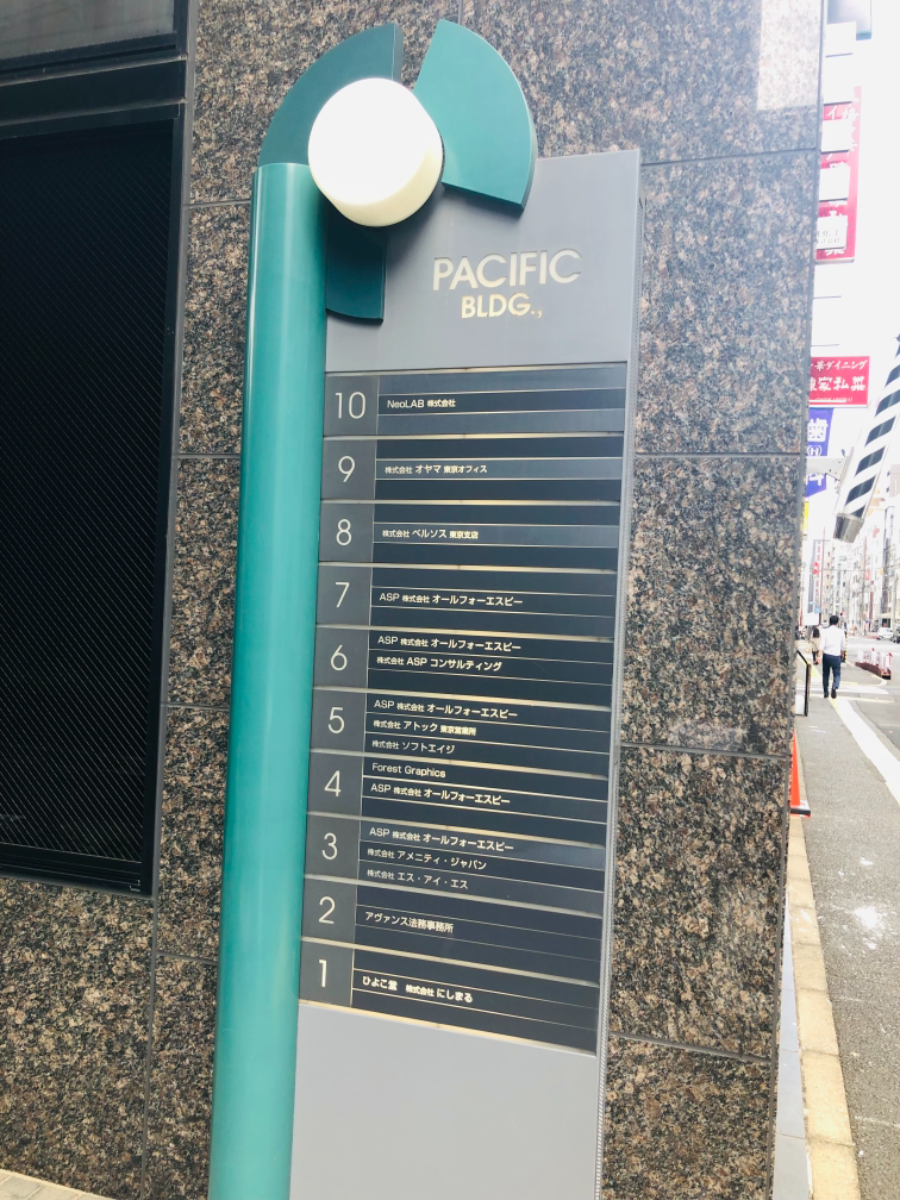 PACIFIC
BLDG.
10 NeoLAB 株式会社
9 株式会社 オヤマ 東京オフィス
8 株式会社 ベルソス 東京支店
7 ASP 株式会社 オールフォーエスピー
6 ASP 株式会社 オールフォーエスピー
株式会社 ASP コンサルティング
5 ASP 株式会社 オールフォーエスピー
株式会社 アトック 東京営業所
株式会社 ソフトエイジ
4 Forest Graphics
ASP 株式会社 オールフォーエスピー
3 ASP 株式会社 オールフォーエスピー
株式会社 アメニティ・ジャパン
株式会社 エス・アイ・エス
2 アヴァンス法務事務所
1 ひよこ堂 株式会社 にしまる
華ダイニング
家私菜
歯